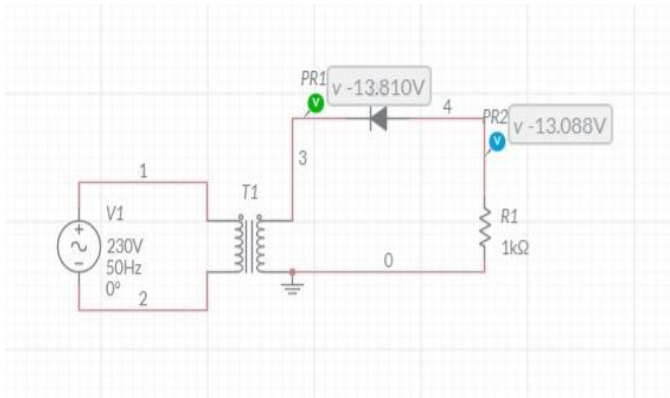 PR1
V
v -13.810V
4
PR2
V
v -13.088V
3
1
T1
V1
230V
50Hz
0°
2
R1
1kΩ
0